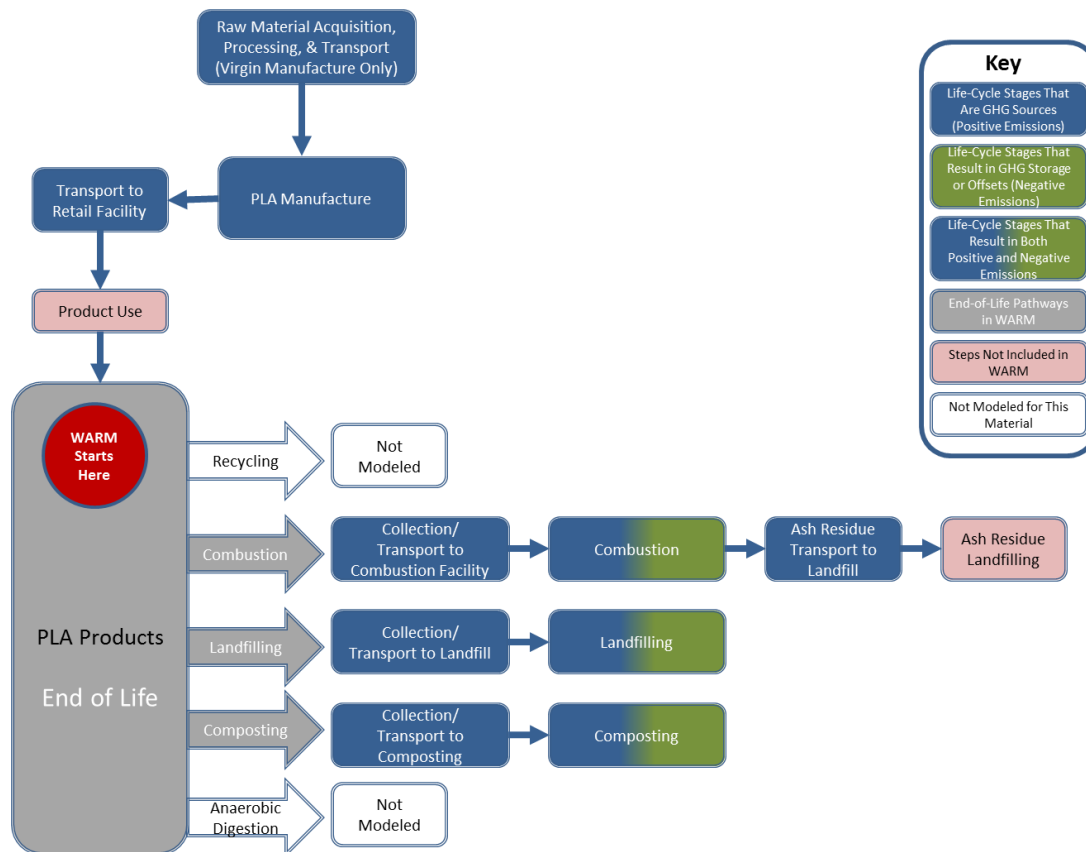 Raw Material Acquisition,
Processing, & Transport
(Virgin Manufacture Only)
Key
Life-Cycle Stages That
Are GHG Sources
(Positive Emissions)
Life-Cycle Stages That
Result in GHG Storage
or Offsets (Negative
Emissions)
Life-Cycle Stages That
Result in Both
Positive and Negative
Emissions
End-of-Life Pathways
in WARM
Steps Not Included in
WARM
Not Modeled for This
Material
PLA Manufacture
Transport to
Retail Facility
Product Use
WARM
Starts
Here
PLA Products
End of Life
Recycling
Not
Modeled
Combustion
Collection/
Transport to
Combustion Facility
Combustion
Ash Residue
Transport to
Landfill
Ash Residue
Landfilling
Landfilling
Collection/
Transport to Landfill
Landfilling
Composting
Collection/
Transport to
Composting
Composting
Anaerobic
Digestion
Not
Modeled